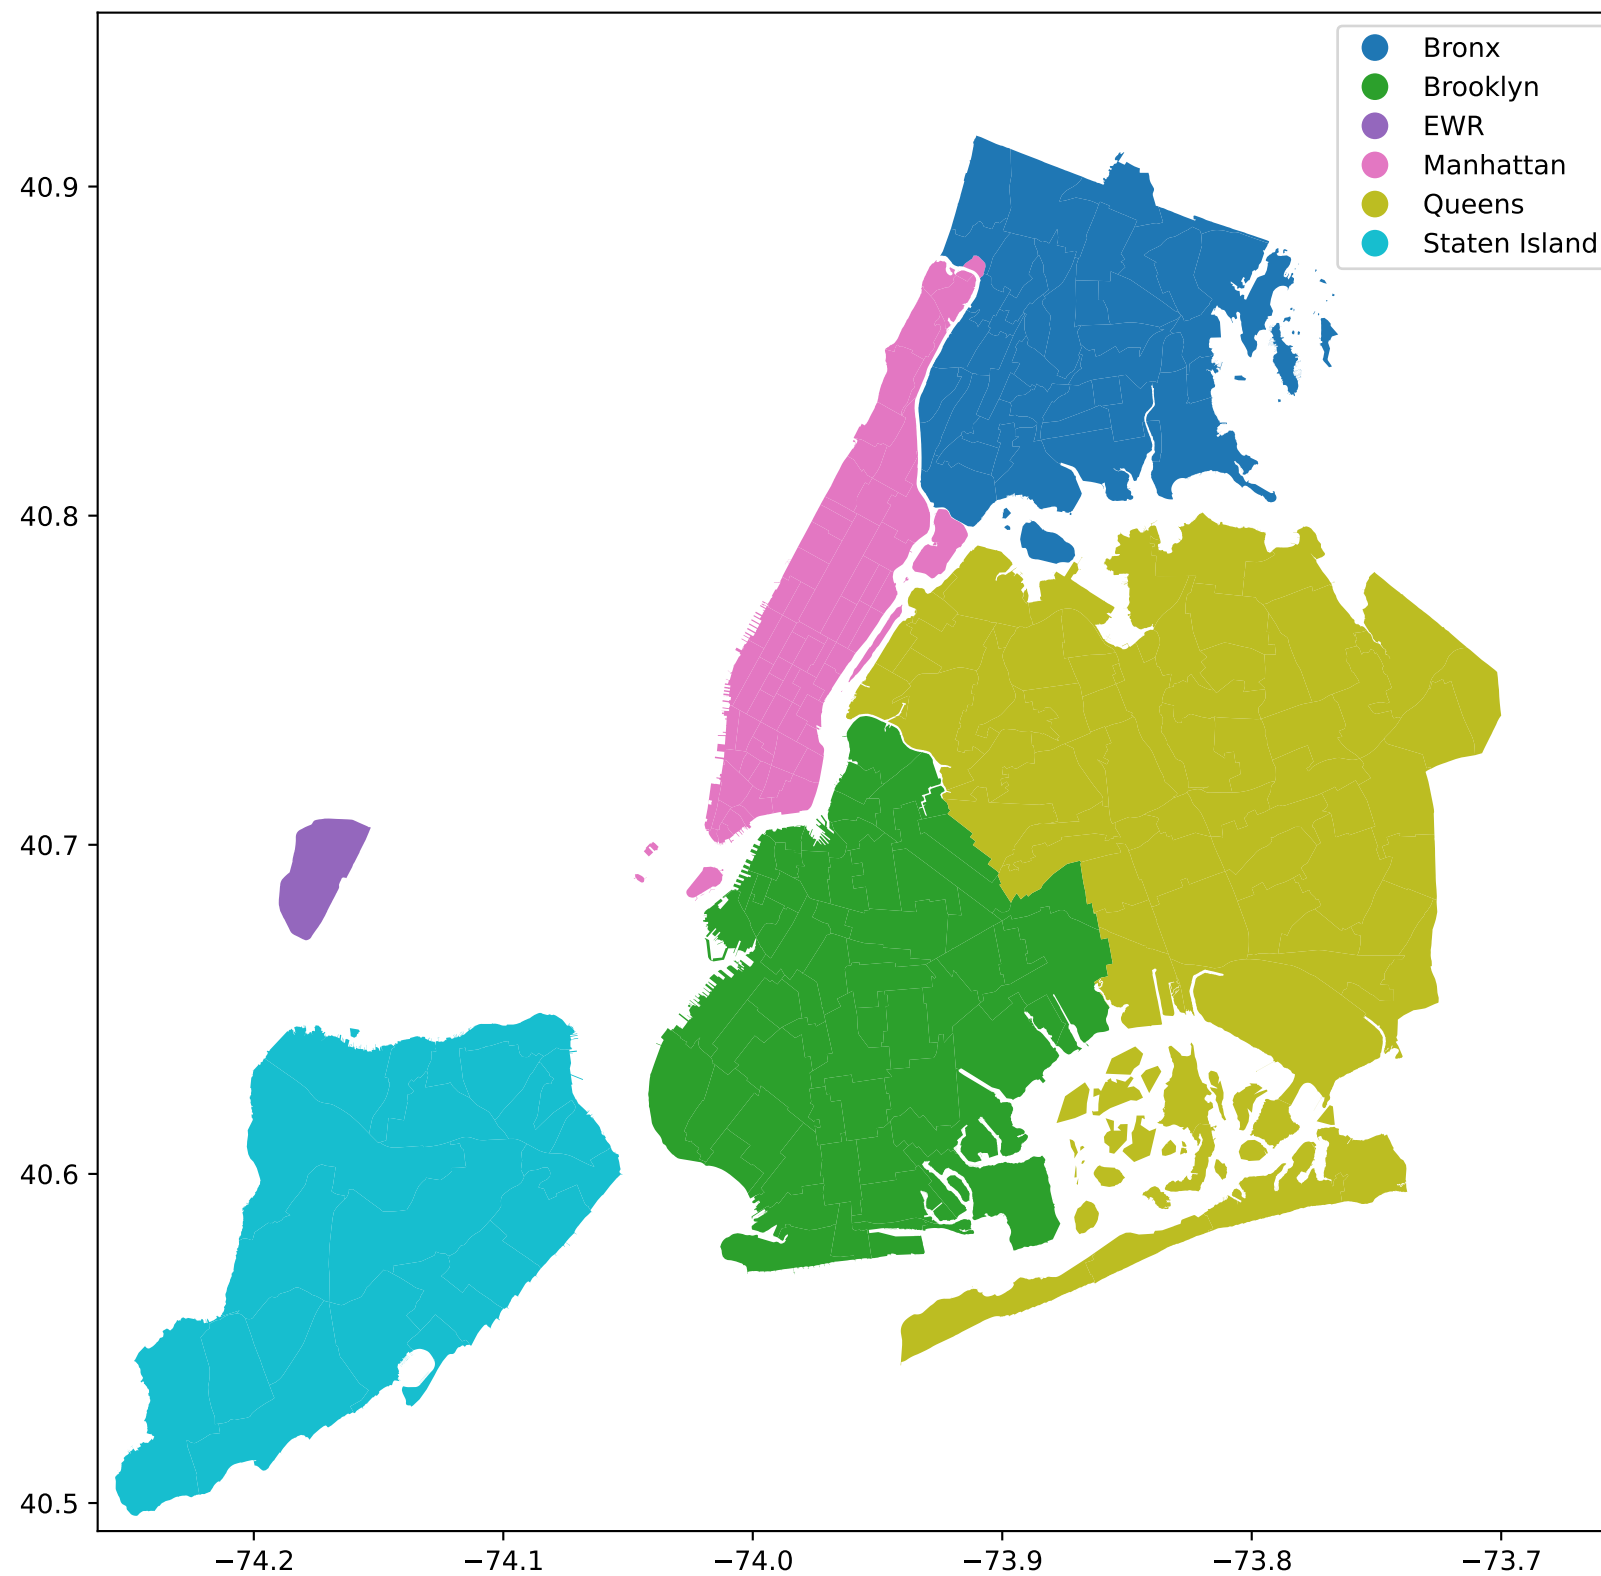 Bronx
Brooklyn
EWR
Manhattan
Queens
Staten Island
40.9
40.8
40.7
40.6
40.5
−74.2 −74.1 −74.0 −73.9 −73.8 −73.7